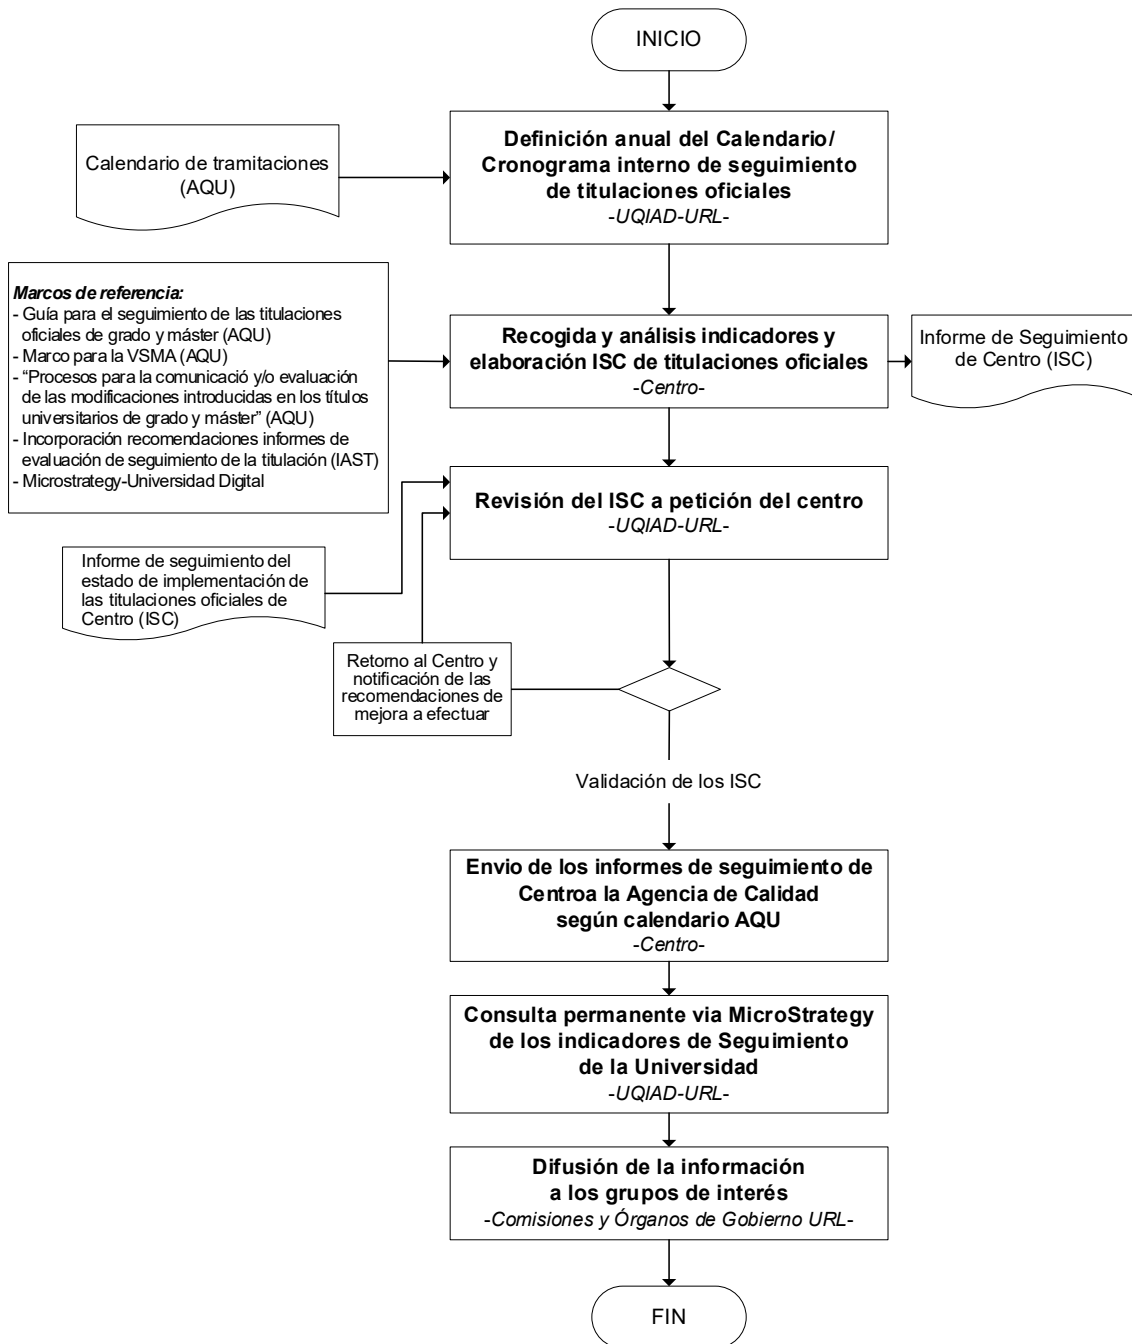 INICIO
Definición anual del Calendario/
Cronograma interno de seguimiento
de titulaciones oficiales
-UQIAD-URL-
Calendario de tramitaciones
(AQU)
Marcos de referencia:
- Guía para el seguimiento de las titulaciones
oficiales de grado y máster (AQU)
- Marco para la VSMA (AQU)
- “Procesos para la comunicació y/o evaluación
de las modificaciones introducidas en los títulos
universitarios de grado y máster” (AQU)
- Incorporación recomendaciones informes de
evaluación de seguimiento de la titulación (IAST)
- Microstrategy-Universidad Digital
Recogida y análisis indicadores y
elaboración ISC de titulaciones oficiales
-Centro-
Informe de Seguimiento
de Centro (ISC)
Revisión del ISC a petición del centro
-UQIAD-URL-
Informe de seguimiento del
estado de implementación de
las titulaciones oficiales de
Centro (ISC)
Retorno al Centro y
notificación de las
recomendaciones de
mejora a efectuar
Validación de los ISC
Envio de los informes de seguimiento de
Centroa la Agencia de Calidad
según calendario AQU
-Centro-
Consulta permanente via MicroStrategy
de los indicadores de Seguimiento
de la Universidad
-UQIAD-URL-
Difusión de la información
a los grupos de interés
-Comisiones y Órganos de Gobierno URL-
FIN